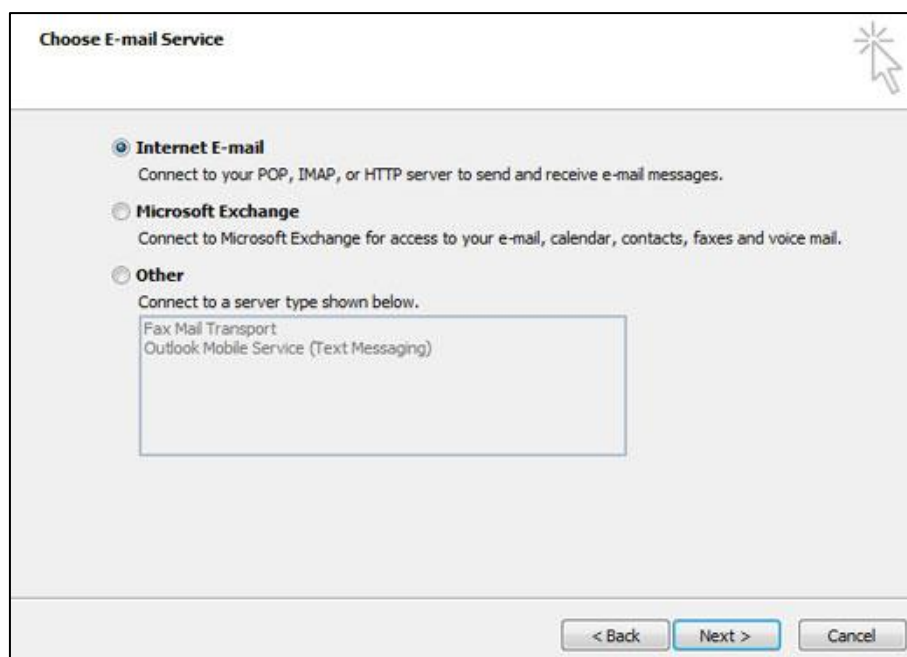 Choose E-mail Service
Internet E-mail
Connect to your POP, IMAP, or HTTP server to send and receive e-mail messages.
Microsoft Exchange
Connect to Microsoft Exchange for access to your e-mail, calendar, contacts, faxes and voice mail.
Other
Connect to a server type shown below.
Fax Mail Transport
Outlook Mobile Service (Text Messaging)
< Back Next > Cancel